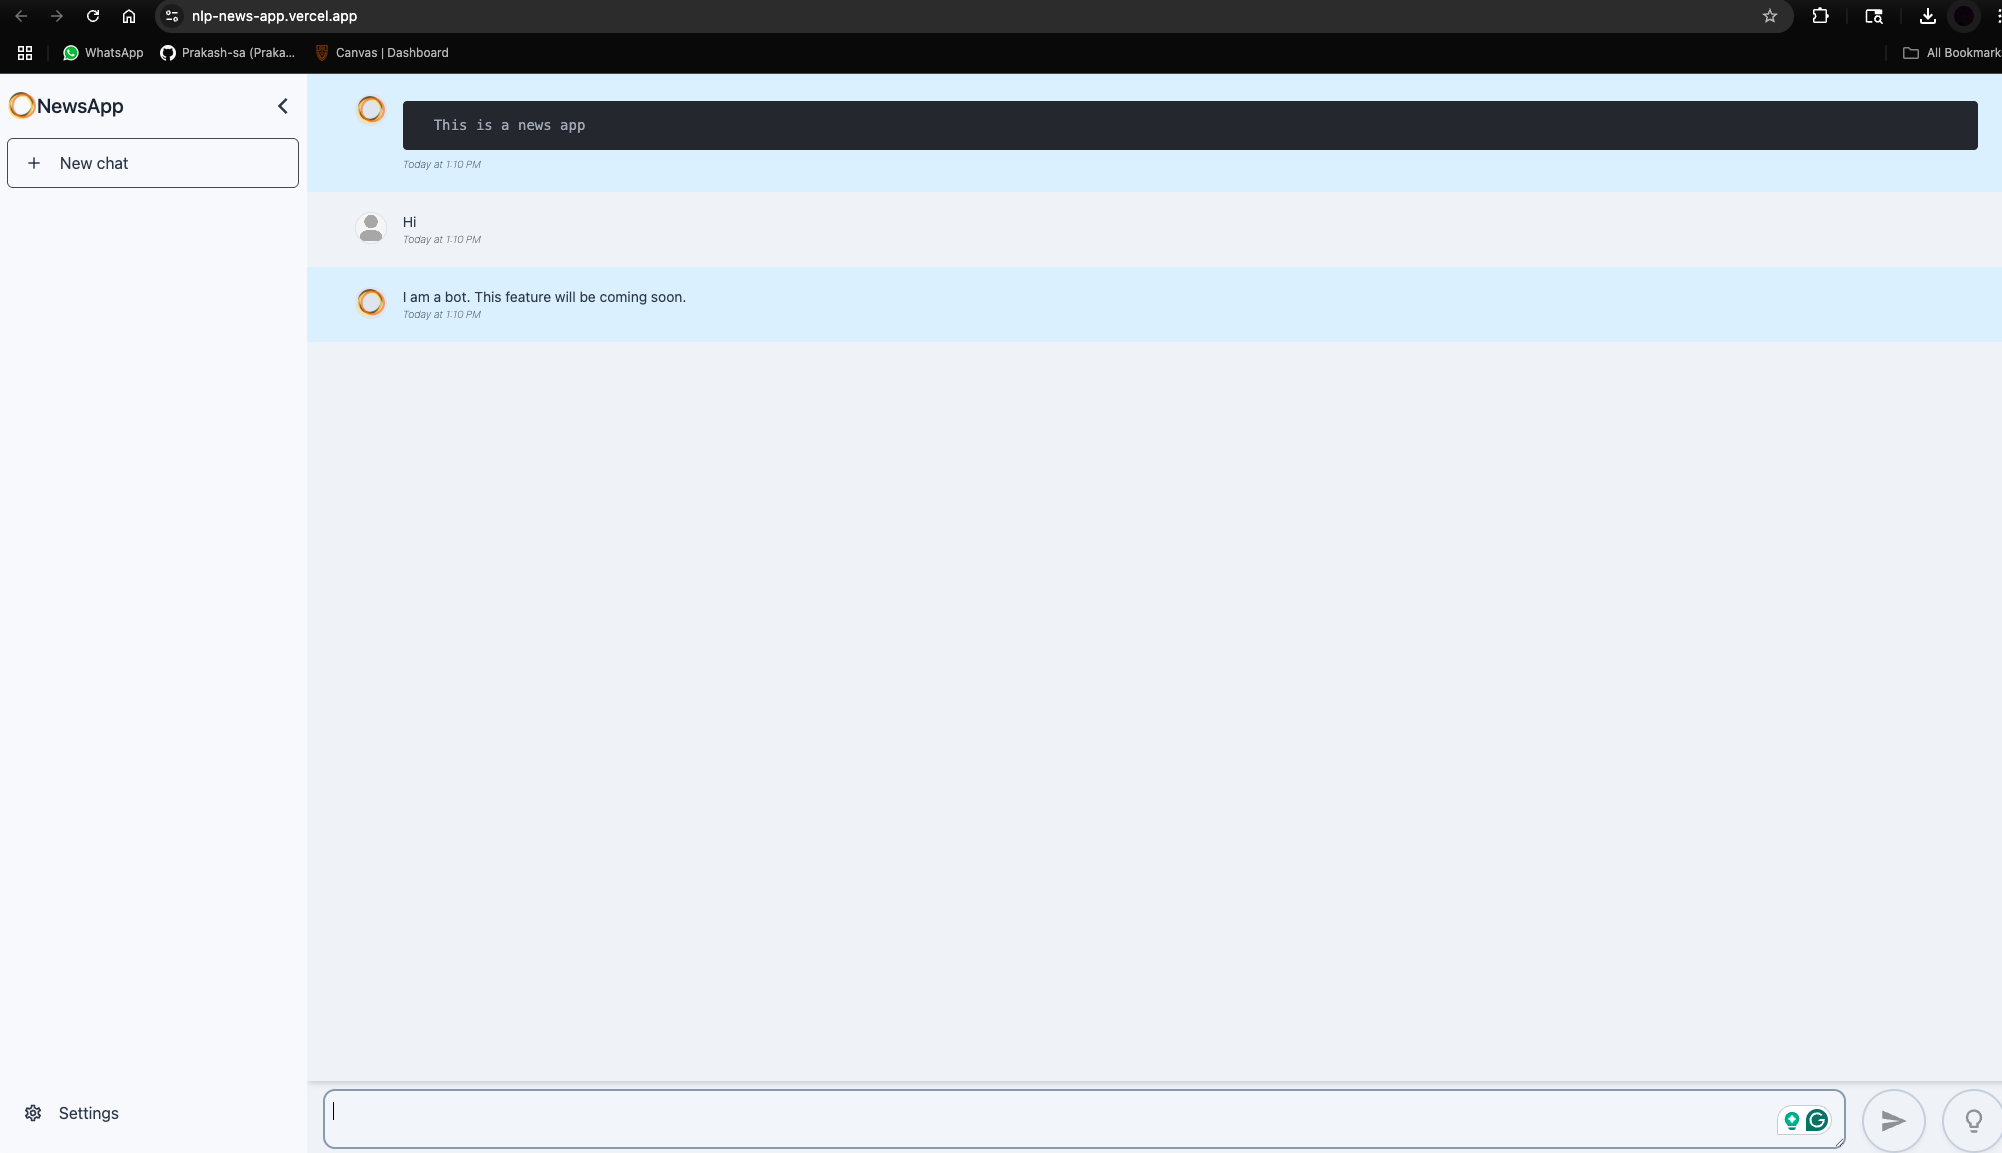 nlp-news-app.vercel.app
WhatsApp
Prakash-sa (Praka...
Canvas | Dashboard
All Bookmark
NewsApp
New chat
This is a news app
Today at 1:10 PM
Hi
Today at 1:10 PM
I am a bot. This feature will be coming soon.
Today at 1:10 PM
Settings